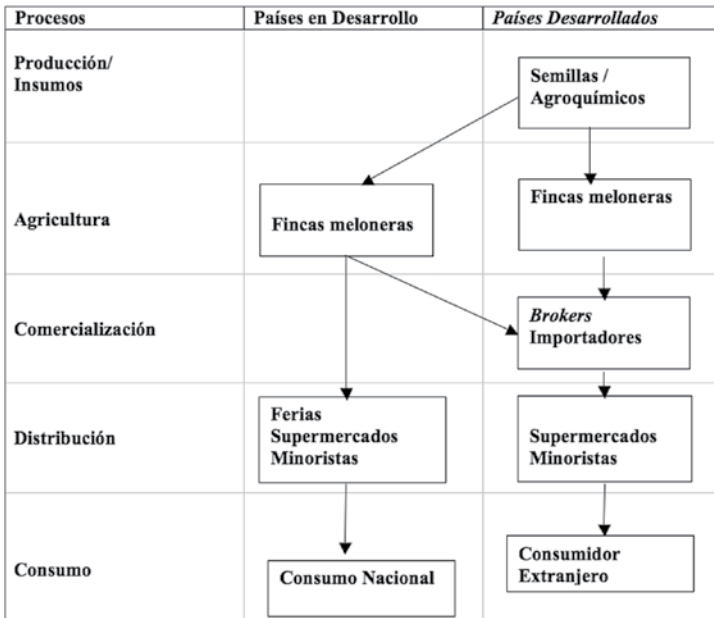 Procesos
Países en Desarrollo
Países Desarrollados
Producción/
Insumos
Semillas /
Agroquímicos
Agricultura
Fincas meloneras
Fincas meloneras
Comercialización
Brokers
Importadores
Distribución
Ferias
Supermercados
Minoristas
Supermercados
Minoristas
Consumo
Consumo Nacional
Consumidor
Extranjero